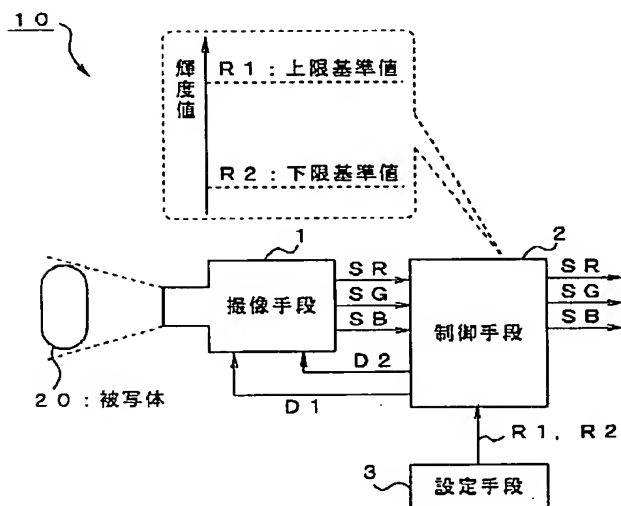 10
輝度値
R1：上限基準値
R2：下限基準値
1
2
撮像手段
SR
SG
SB
制御手段
SR
SG
SB
D2
D1
20：被写体
R1，R2
3
設定手段